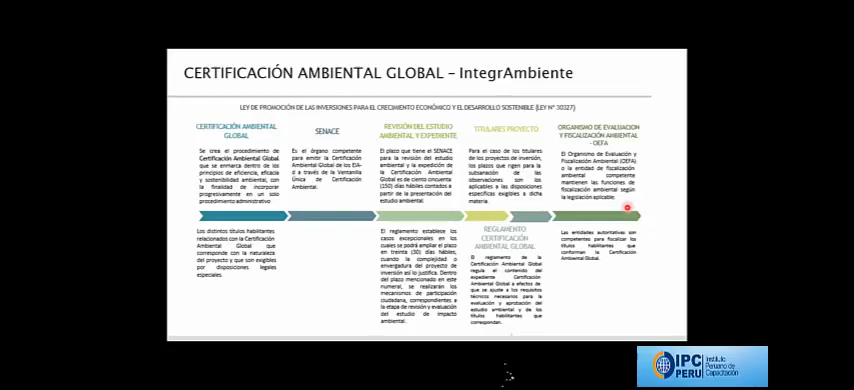 CERTIFICACIÓN AMBIENTAL GLOBAL – IntegrAmbiente
LEY DE PROMOCIÓN DE LAS INVERSIONES PARA EL CRECIMIENTO ECONÓMICO Y EL DESARROLLO SOSTENIBLE (LEY N° 30327)
CERTIFICACIÓN AMBIENTAL
GLOBAL
Se crea el procedimiento de
Certificación Ambiental Global
que se enmarca dentro de los
principios de eficiencia, eficacia
y sostenibilidad ambiental, con
la finalidad de incorporar
progresivamente en un solo
procedimiento administrativo
Los distintos títulos habilitantes
relacionados con la Certificación
Ambiental Global que
corresponde con la naturaleza
del proyecto y que son exigibles
por disposiciones legales
especiales.
SENACE
Es el órgano competente
para emitir la Certificación
Ambiental Global de los EIA-
d a través de la Ventanilla
Única de Certificación
Ambiental.
REVISIÓN DEL ESTUDIO
AMBIENTAL Y EXPEDIENTE
El plazo que tiene el SENACE
para la revisión del estudio
ambiental y la expedición de
la Certificación Ambiental
Global es de ciento cincuenta
(150) días hábiles contados a
partir de la presentación del
estudio ambiental
El reglamento establece los
casos excepcionales en los
cuales se podrá ampliar el plazo
en treinta (30) días hábiles,
cuando la complejidad o
envergadura del proyecto de
inversión así lo justifica. Dentro
del plazo mencionado en este
numeral, se realizarán los
mecanismos de participación
ciudadana, correspondientes a
la etapa de revisión y evaluación
del estudio de impacto
ambiental.
TITULARES PROYECTO
Para el caso de los titulares
de los proyectos de inversión,
los plazos que rigen para la
subsanación de las
observaciones son los
aplicables a las disposiciones
específicas exigibles a dicha
materia.
REGLAMENTO
CERTIFICACIÓN
AMBIENTAL GLOBAL
El reglamento de la
Certificación Ambiental Global
regula el contenido del
expediente Certificación
Ambiental Global a efectos de
que se ajuste a los requisitos
técnicos necesarios para la
evaluación y aprobación del
estudio ambiental y de los
títulos habilitantes que
correspondan.
ORGANISMO DE EVALUACION
Y FISCALIZACIÓN AMBIENTAL
- OEFA
El Organismo de Evaluación y
Fiscalización Ambiental (OEFA)
o la entidad de fiscalización
ambiental competente
mantienen las funciones de
fiscalización ambiental según
la legislación aplicable.
Las entidades autoritativas son
competentes para fiscalizar los
títulos habilitantes que
conforman la Certificación
Ambiental Global.
IPC
PERU
Instituto
Peruano de
Capacitación